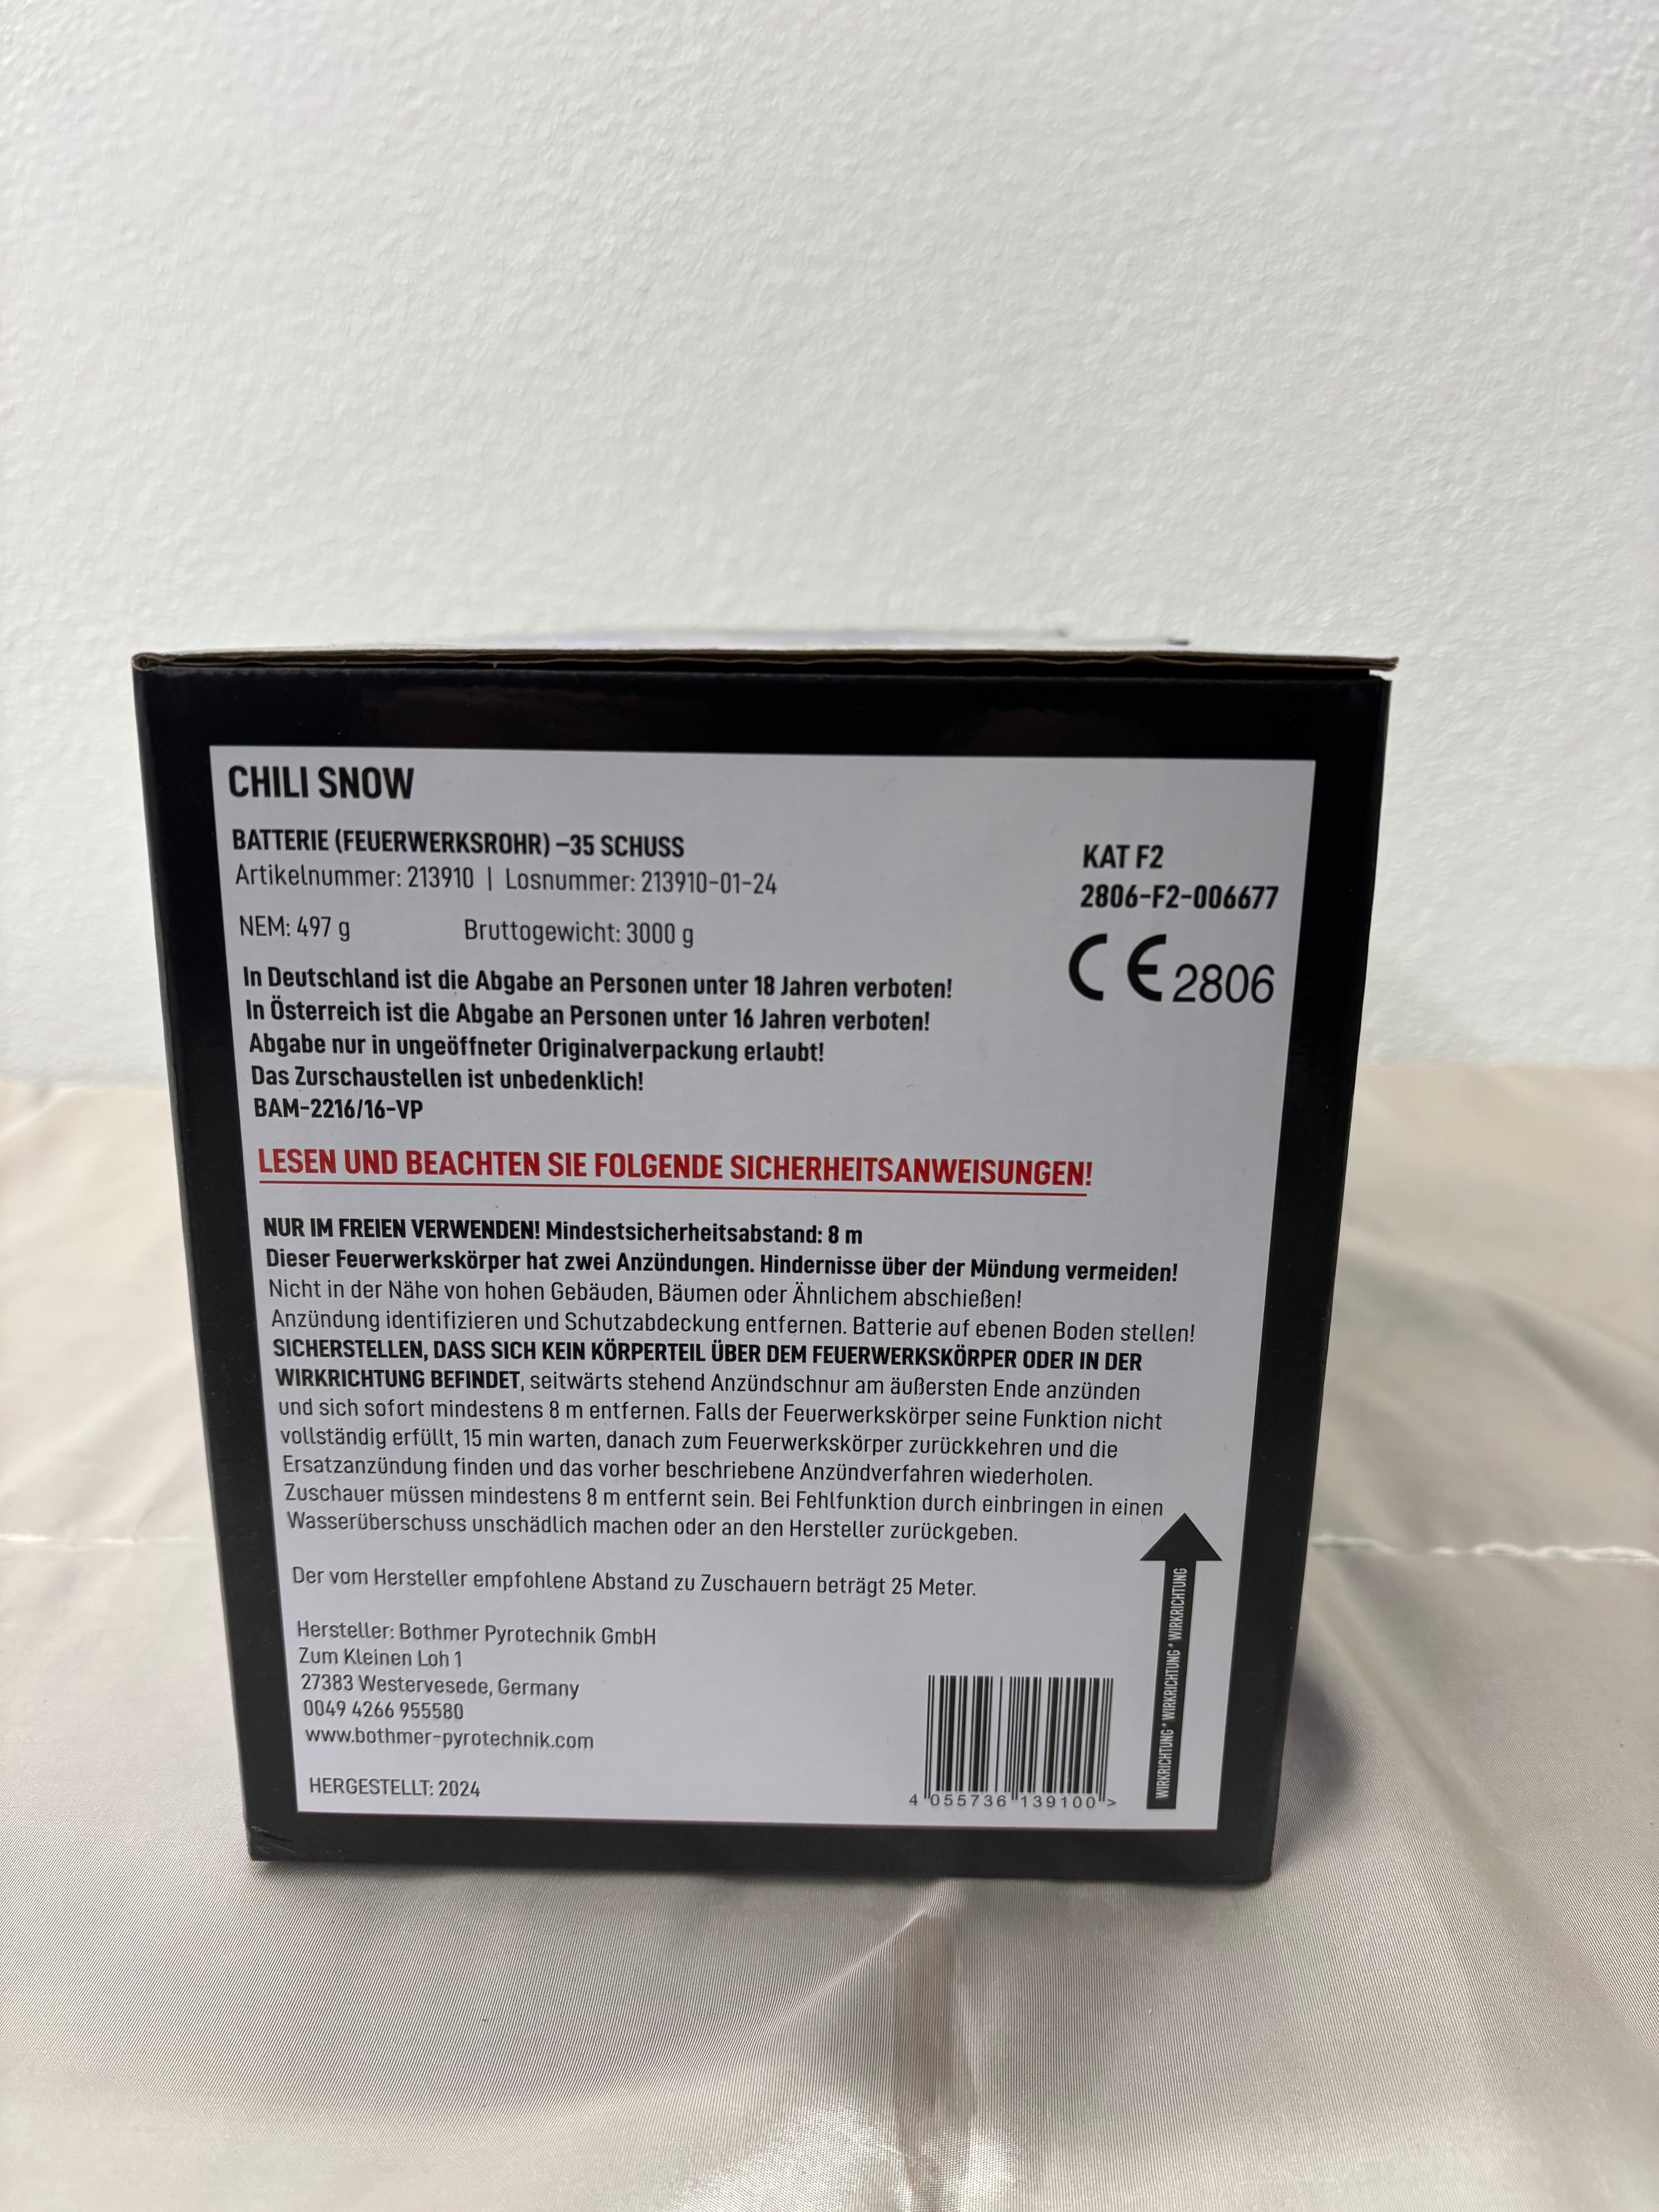 CHILI SNOW
BATTERIE (FEUERWERKSROHR) –35 SCHUSS
Artikelnummer: 213910 | Losnummer: 213910-01-24
NEM: 497 g Bruttogewicht: 3000 g
KAT F2
2806-F2-006677
CE 2806
In Deutschland ist die Abgabe an Personen unter 18 Jahren verboten!
In Österreich ist die Abgabe an Personen unter 16 Jahren verboten!
Abgabe nur in ungeöffneter Originalverpackung erlaubt!
Das Zurschaustellen ist unbedenklich!
BAM-2216/16-VP
LESEN UND BEACHTEN SIE FOLGENDE SICHERHEITSANWEISUNGEN!
NUR IM FREIEN VERWENDEN! Mindestsicherheitsabstand: 8 m
Dieser Feuerwerkskörper hat zwei Anzündungen. Hindernisse über der Mündung vermeiden!
Nicht in der Nähe von hohen Gebäuden, Bäumen oder Ähnlichem abschießen!
Anzündung identifizieren und Schutzabdeckung entfernen. Batterie auf ebenen Boden stellen!
SICHERSTELLEN, DASS SICH KEIN KÖRPERTEIL ÜBER DEM FEUERWERKSKÖRPER ODER IN DER
WIRKRICHTUNG BEFINDET, seitwärts stehend Anzündschnur am äußersten Ende anzünden
und sich sofort mindestens 8 m entfernen. Falls der Feuerwerkskörper seine Funktion nicht
vollständig erfüllt, 15 min warten, danach zum Feuerwerkskörper zurückkehren und die
Ersatzanzündung finden und das vorher beschriebene Anzündverfahren wiederholen.
Zuschauer müssen mindestens 8 m entfernt sein. Bei Fehlfunktion durch einbringen in einen
Wasserüberschuss unschädlich machen oder an den Hersteller zurückgeben.
Der vom Hersteller empfohlene Abstand zu Zuschauern beträgt 25 Meter.
Hersteller: Bothmer Pyrotechnik GmbH
Zum Kleinen Loh 1
27383 Westervesede, Germany
0049 4266 955580
www.bothmer-pyrotechnik.com
HERGESTELLT: 2024
4 055736 139100 >
WIRKRICHTUNG * WIRKRICHTUNG * WIRKRICHTUNG